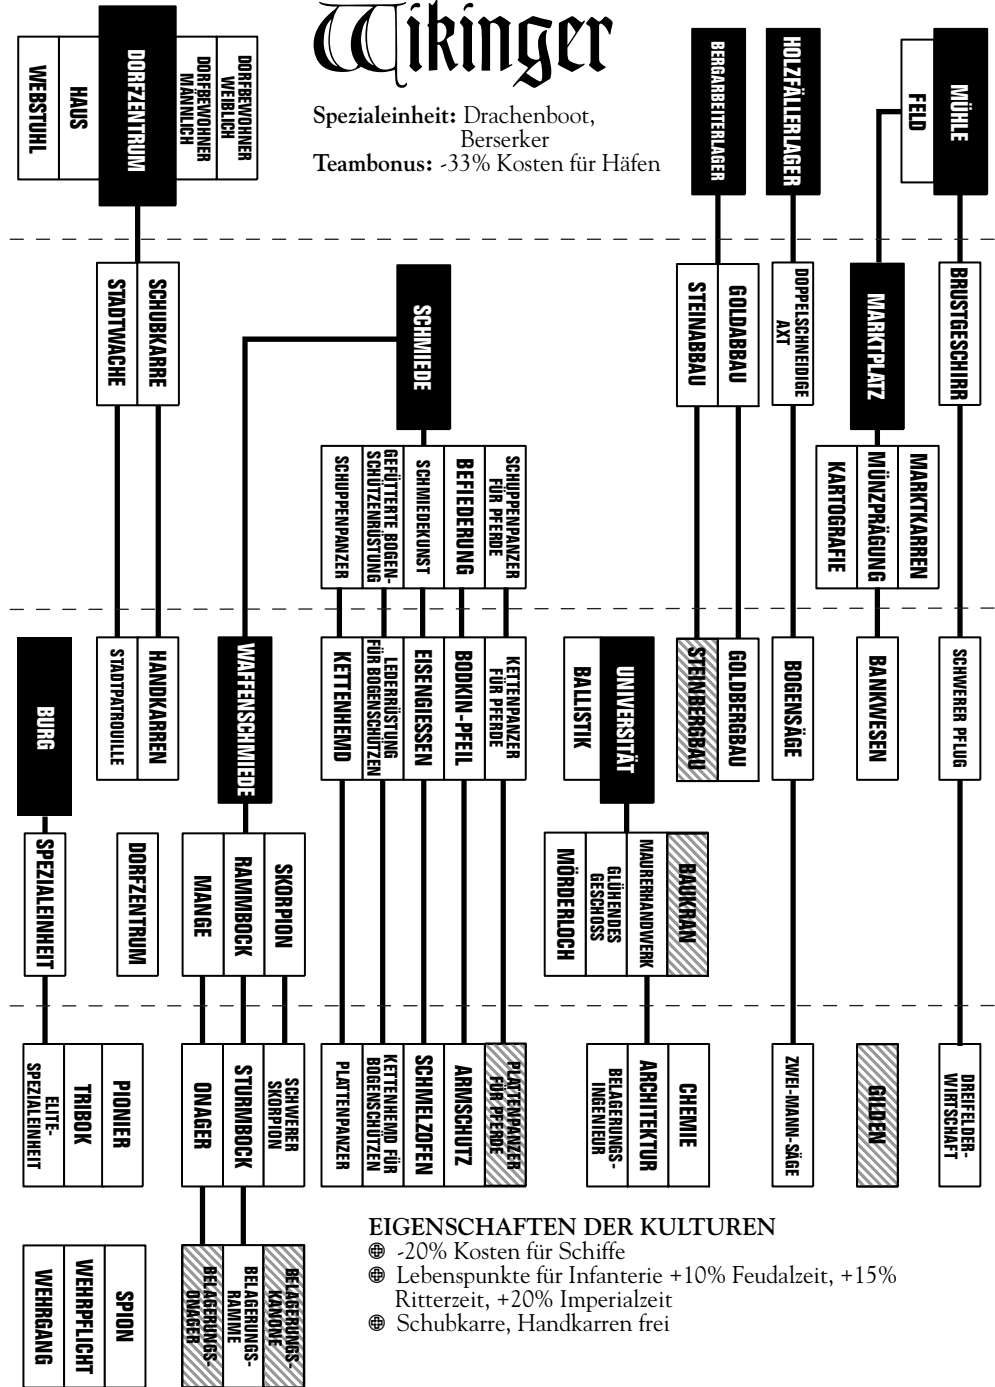 Wikinger
Spezialeinheit: Drachenboot,
Berserker
Teambonus: -33% Kosten für Häfen
WEBSTUHL
HAUS
DORFZENTRUM
DORFBEWOHNER
MÄNNLICH
DORFBEWOHNER
WEIBLICH
BERGARBEITERLAGER
HOLZFÄLLERLAGER
FELD
MÜHLE
STADTWACHE
SCHUBKARRE
SCHMIEDE
STEINABBAU
GOLDABBAU
DOPPELSCHNEIDIGE
AXT
MARKTPLATZ
BRUSTGESCHIRR
SCHUPPENPANZER
GEFÜTTERTE BOGEN-
SCHÜTZENRÜSTUNG
SCHMIEDEKUNST
BEFIEDERUNG
SCHUPPENPANZER
FÜR PFERDE
KARTOGRAFIE
MÜNZPRÄGUNG
MARKTKARREN
BURG
STADTPATROUILLE
HANDKARREN
WAFFENSCHMIEDE
KETTENHEMD
LEDERRÜSTUNG
FÜR BOGENSCHÜTZEN
EISENGIESSEN
BODKIN-PFEIL
KETTENPANZER
FÜR PFERDE
BALLISTIK
UNIVERSITÄT
STEINBERGBAU
GOLDBERGBAU
BOGENSÄGE
BANKWESEN
SCHWERER PFLUG
SPEZIALEINHEIT
DORFZENTRUM
MANGE
RAMMBOCK
SKORPION
MÖRDERLOCH
GLÜHENDES
GESCHOSS
MAURERHANDWERK
BAUKRAN
ELITE-
SPEZIALEINHEIT
TRIBOK
PIONIER
ONAGER
STURMBOCK
SCHWERER
SKORPION
PLATTENPANZER
KETTENHEMD FÜR
BOGENSCHÜTZEN
SCHMELZOFEN
ARMSCHUTZ
PLATTENPANZER
FÜR PFERDE
BELAGERUNGS-
INGENIEUR
ARCHITEKTUR
CHEMIE
ZWEI-MANN-SÄGE
GILDEN
DREIFELDER-
WIRTSCHAFT
WEHRGANG
WEHRPFLICHT
SPION
BELAGERUNGS-
ONAGER
BELAGERUNGS-
RAMME
BELAGERUNGS-
KANONE
EIGENSCHAFTEN DER KULTUREN
-20% Kosten für Schiffe
Lebenspunkte für Infanterie +10% Feudalzeit, +15%
Ritterzeit, +20% Imperialzeit
Schubkarre, Handkarren frei